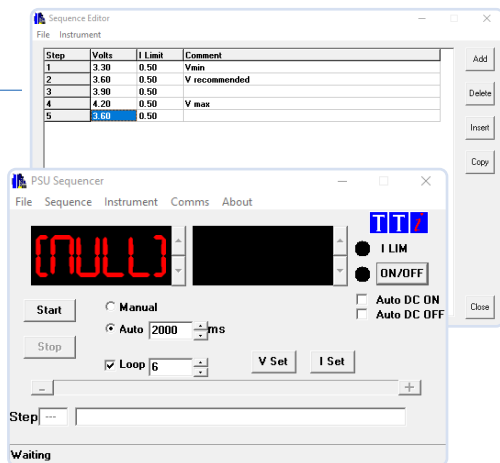 Sequence Editor
File Instrument
Step Volts I Limit Comment
1 3.30 0.50 Vmin
2 3.60 0.50 V recommended
3 3.90 0.50
4 4.20 0.50 V max
5 3.60 0.50
Add
Delete
Insert
Copy
Close
PSU Sequencer
File Sequence Instrument Comms About
TTi
(NULL)
I LIM
ON/OFF
Auto DC ON
Auto DC OFF
Start
Manual
Auto 2000 ms
Stop
Loop 6
V Set I Set
Step ---
Waiting